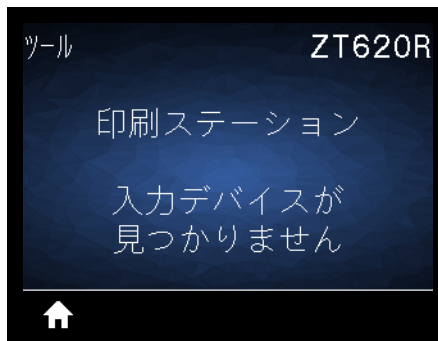 ツール
ZT620R
印刷ステーション
入力デバイスが
見つかりません